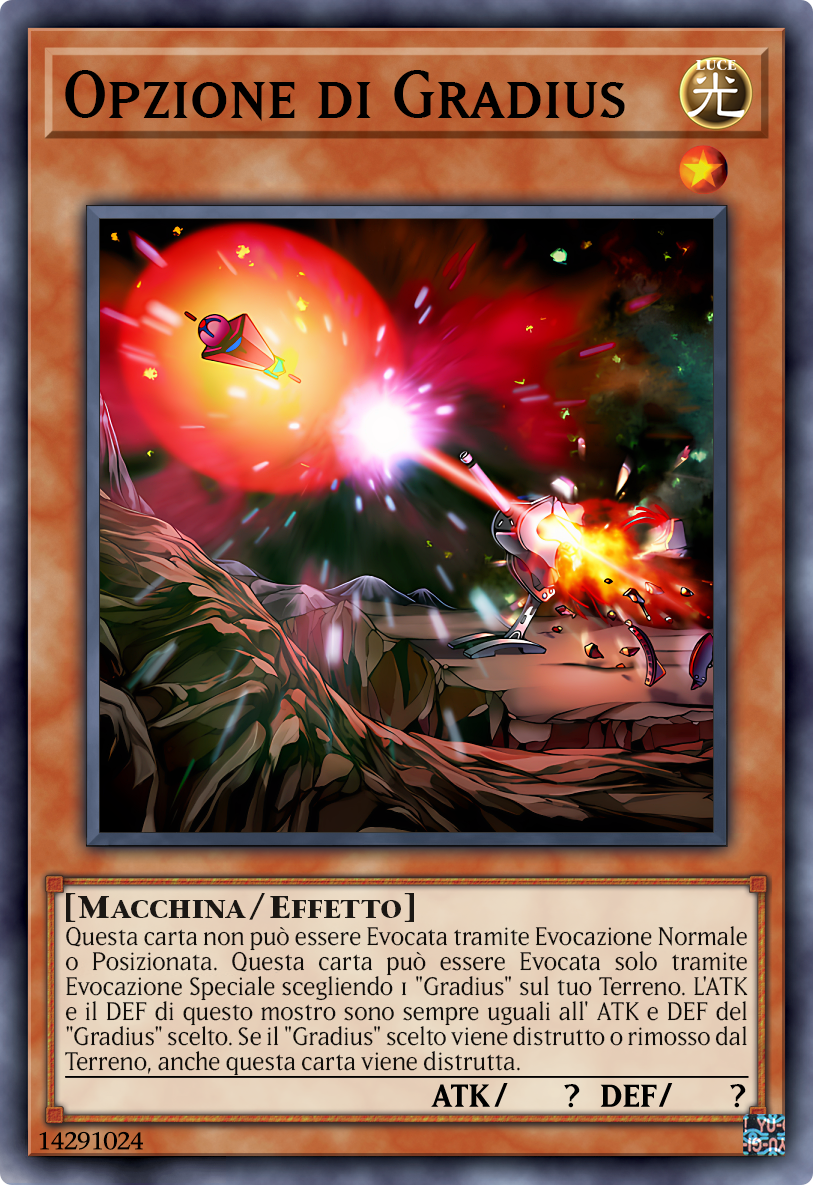 Opzione di Gradius
LUCE
光
[Macchina/Effetto]
Questa carta non può essere Evocata tramite Evocazione Normale
o Posizionata. Questa carta può essere Evocata solo tramite
Evocazione Speciale scegliendo 1 "Gradius" sul tuo Terreno. L'ATK
e il DEF di questo mostro sono sempre uguali all' ATK e DEF del
"Gradius" scelto. Se il "Gradius" scelto viene distrutto o rimosso dal
Terreno, anche questa carta viene distrutta.
ATK/ ? DEF/ ?
14291024